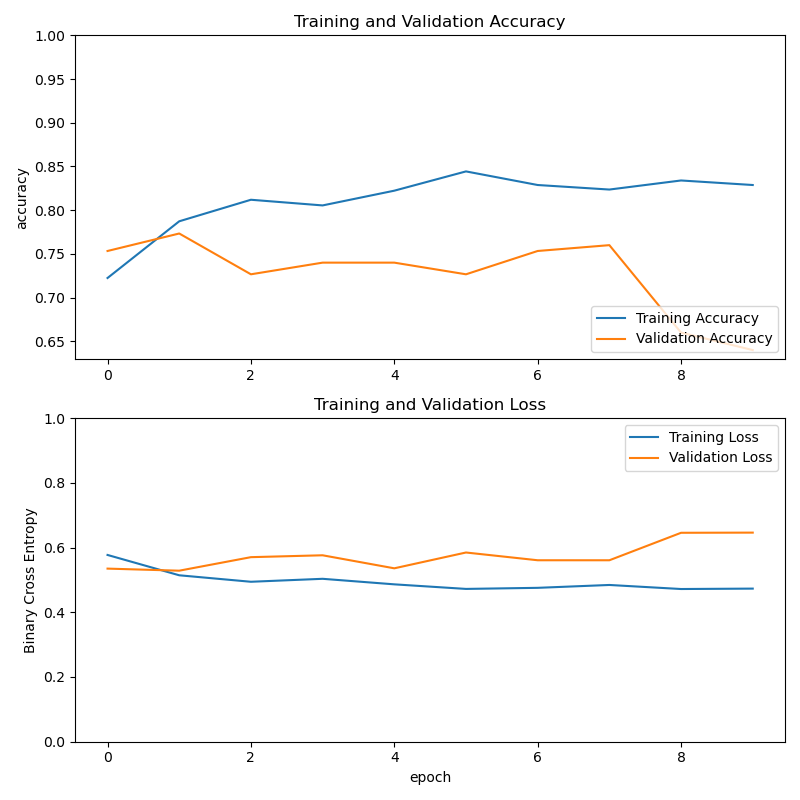 Training and Validation Accuracy
1.00
0.95
0.90
0.85
0.80
0.75
0.70
0.65
accuracy
Training Accuracy
Validation Accuracy
0 2 4 6 8
Training and Validation Loss
1.0
0.8
0.6
0.4
0.2
0.0
Binary Cross Entropy
Training Loss
Validation Loss
0 2 4 6 8
epoch